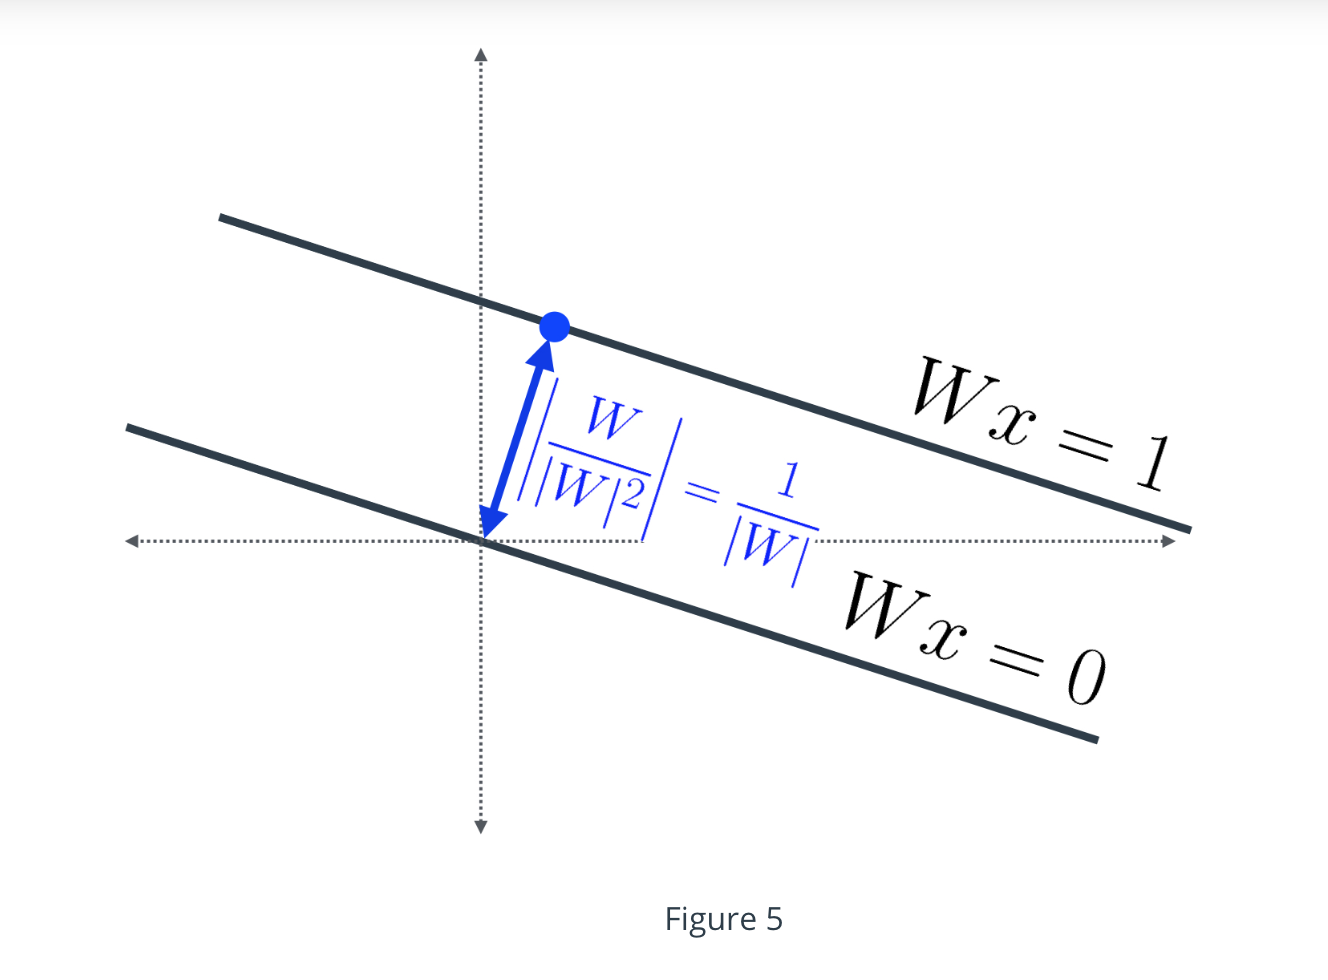 Wx = 1
|W/|W|²| = 1/|W|
Wx = 0
Figure 5